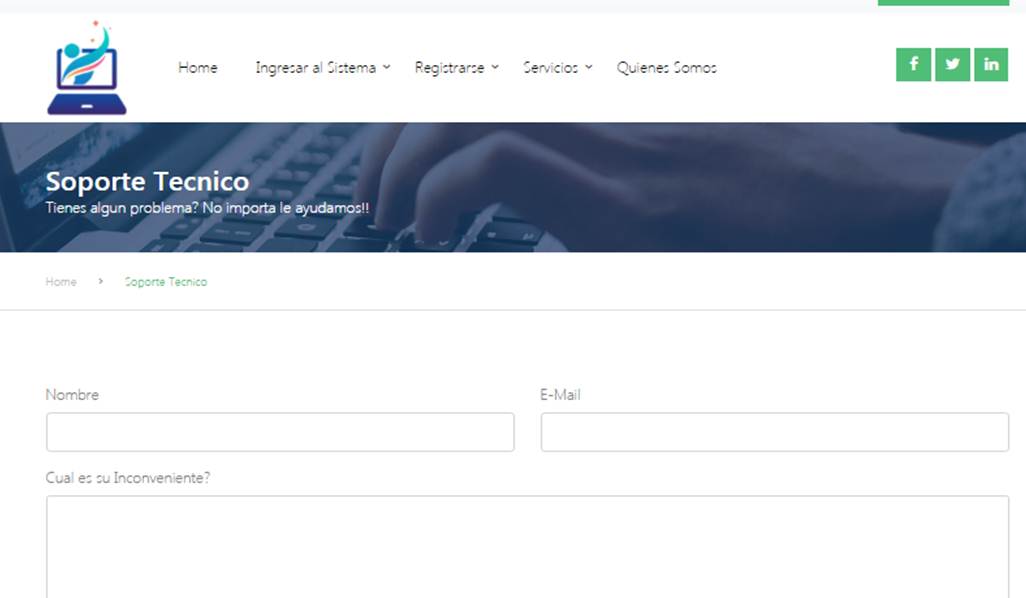 Home Ingresar al Sistema Registrarse Servicios Quienes Somos
Soporte Tecnico
Tienes algun problema? No importa le ayudamos!!
Home > Soporte Tecnico
Nombre E-Mail
Cual es su Inconveniente?